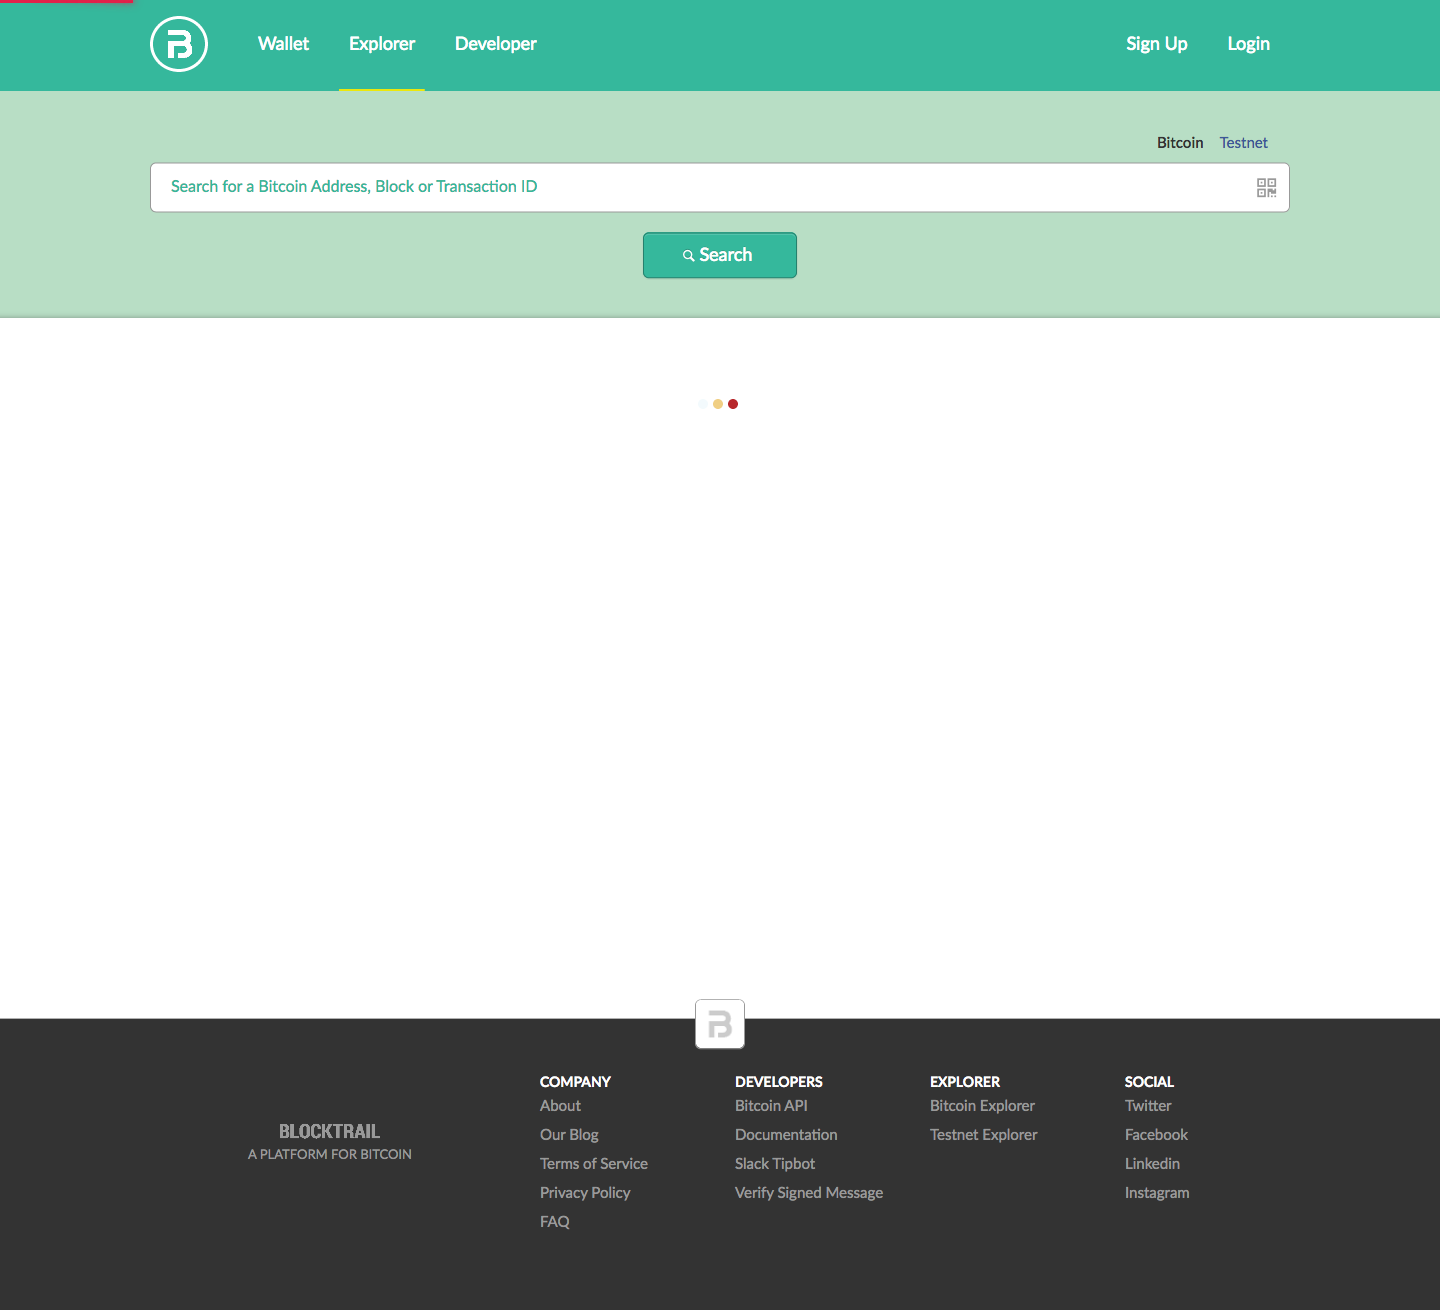 Wallet Explorer Developer Sign Up Login
Bitcoin Testnet
Search for a Bitcoin Address, Block or Transaction ID
Search
COMPANY
About
Our Blog
Terms of Service
Privacy Policy
FAQ
DEVELOPERS
Bitcoin API
Documentation
Slack Tipbot
Verify Signed Message
EXPLORER
Bitcoin Explorer
Testnet Explorer
SOCIAL
Twitter
Facebook
Linkedin
Instagram
BLOCKTRAIL
A PLATFORM FOR BITCOIN